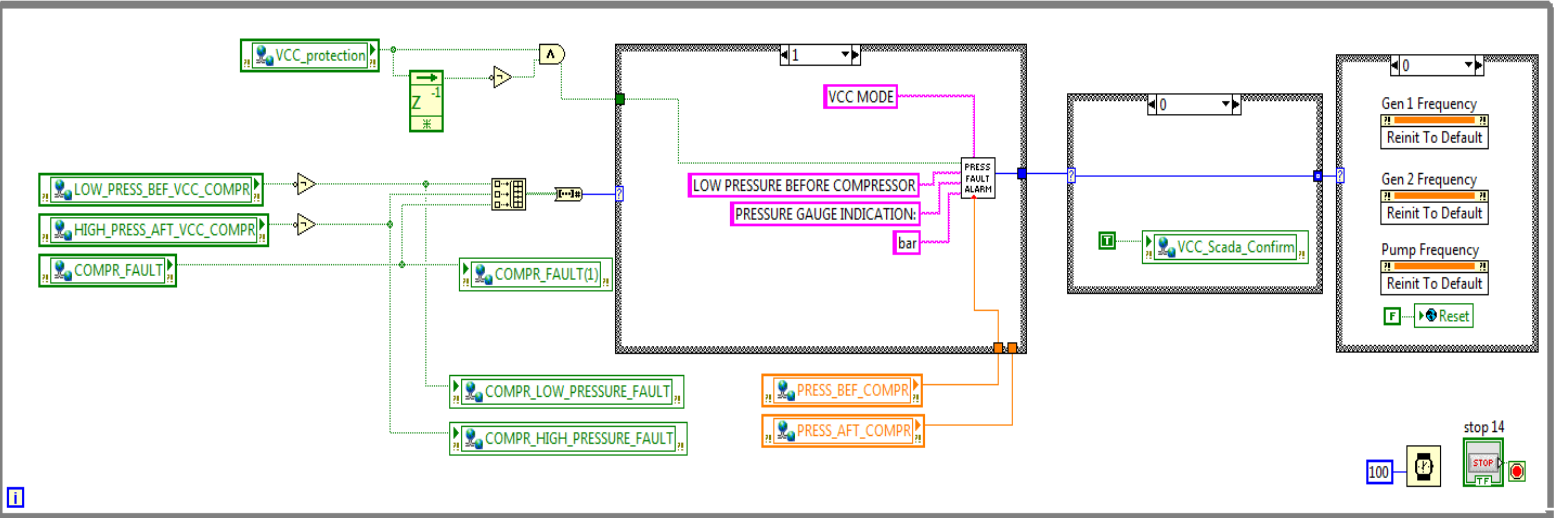 VCC_protection
Z
-1
1
VCC MODE
LOW PRESSURE BEFORE COMPRESSOR
PRESSURE GAUGE INDICATION:
bar
PRESS
FAULT
ALARM
0
T
VCC_Scada_Confirm
0
Gen 1 Frequency
Reinit To Default
Gen 2 Frequency
Reinit To Default
Pump Frequency
Reinit To Default
F
Reset
LOW_PRESS_BEF_VCC_COMPR
HIGH_PRESS_AFT_VCC_COMPR
COMPR_FAULT
COMPR_FAULT(1)
COMPR_LOW_PRESSURE_FAULT
COMPR_HIGH_PRESSURE_FAULT
PRESS_BEF_COMPR
PRESS_AFT_COMPR
stop 14
100
STOP
TF
i